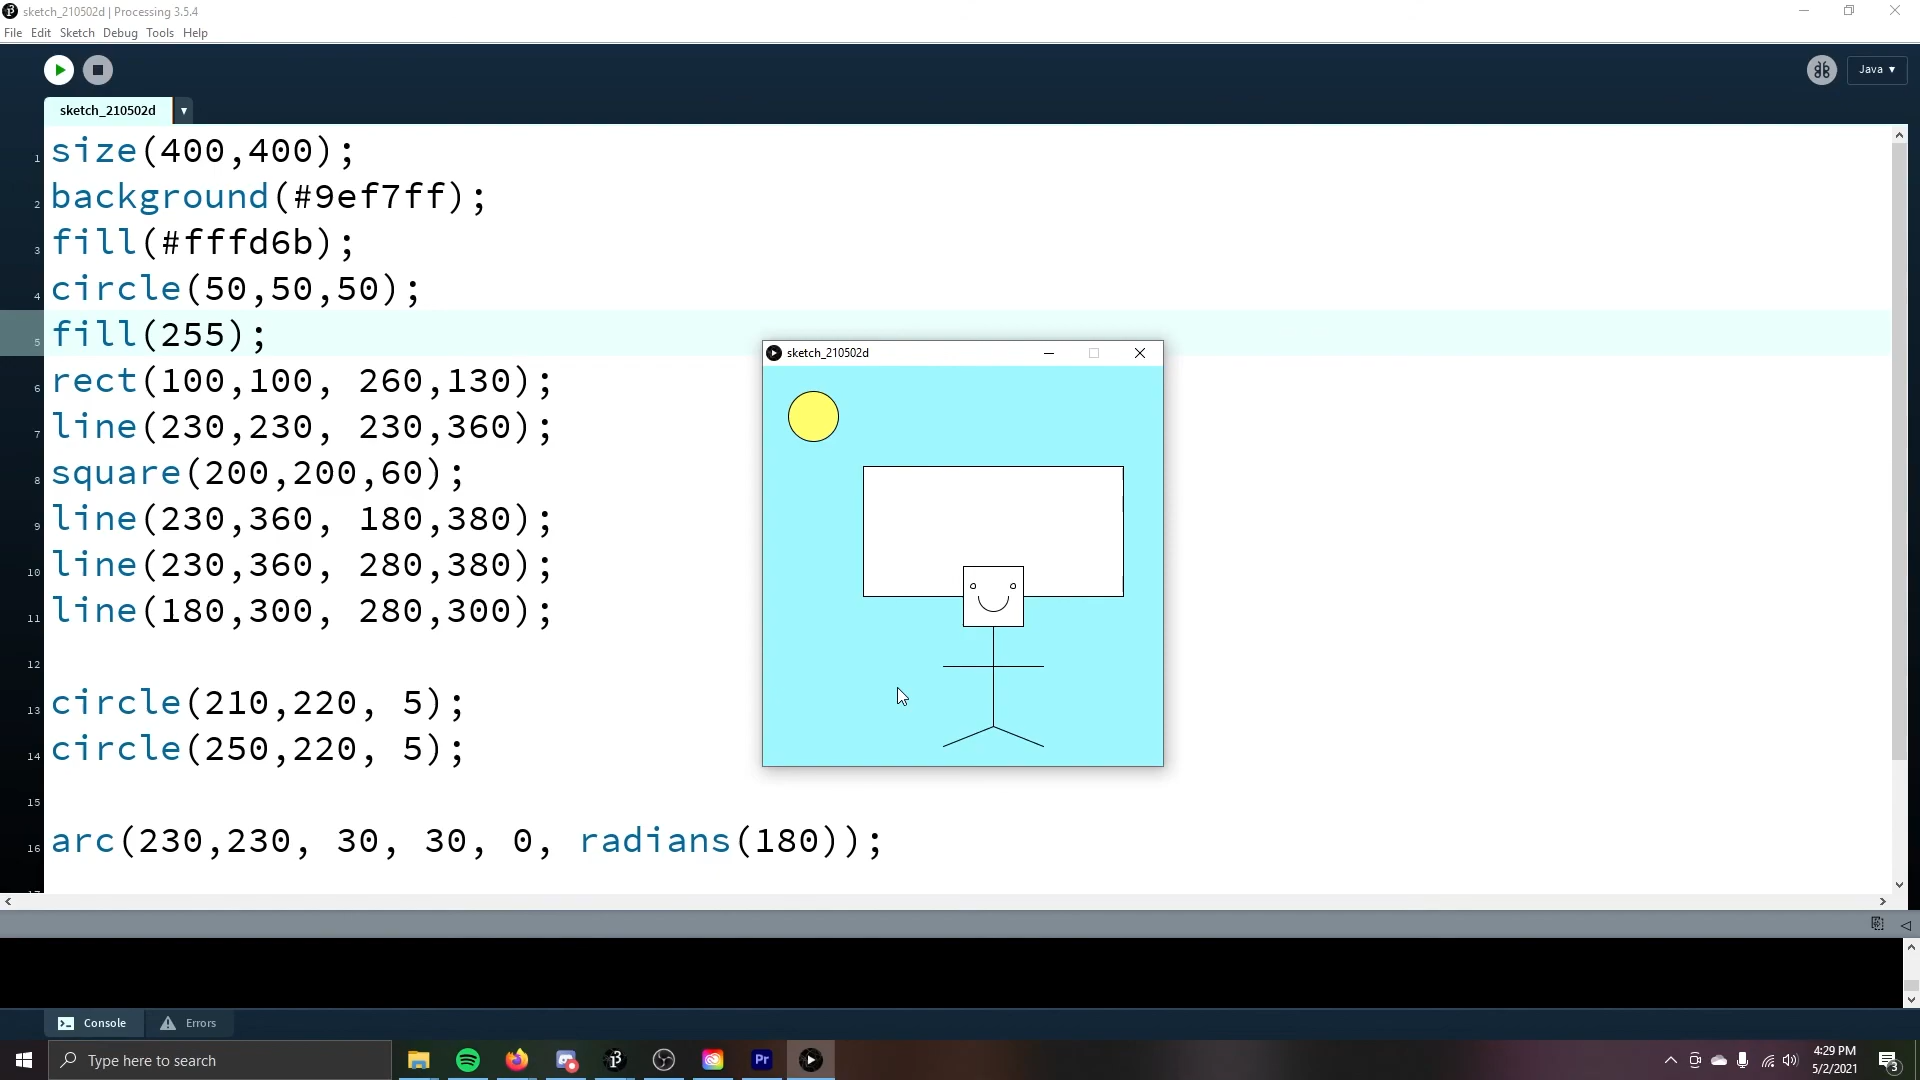 sketch_210502d | Processing 3.5.4
File Edit Sketch Debug Tools Help
Java ▾
sketch_210502d ▾
1 size(400,400);
2 background(#9ef7ff);
3 fill(#fffd6b);
4 circle(50,50,50);
5 fill(255);
6 rect(100,100, 260,130);
7 line(230,230, 230,360);
8 square(200,200,60);
9 line(230,360, 180,380);
10 line(230,360, 280,380);
11 line(180,300, 280,300);
12
13 circle(210,220, 5);
14 circle(250,220, 5);
15
16 arc(230,230, 30, 30, 0, radians(180));
sketch_210502d
Console Errors
Type here to search
Pr
4:29 PM
5/2/2021
3